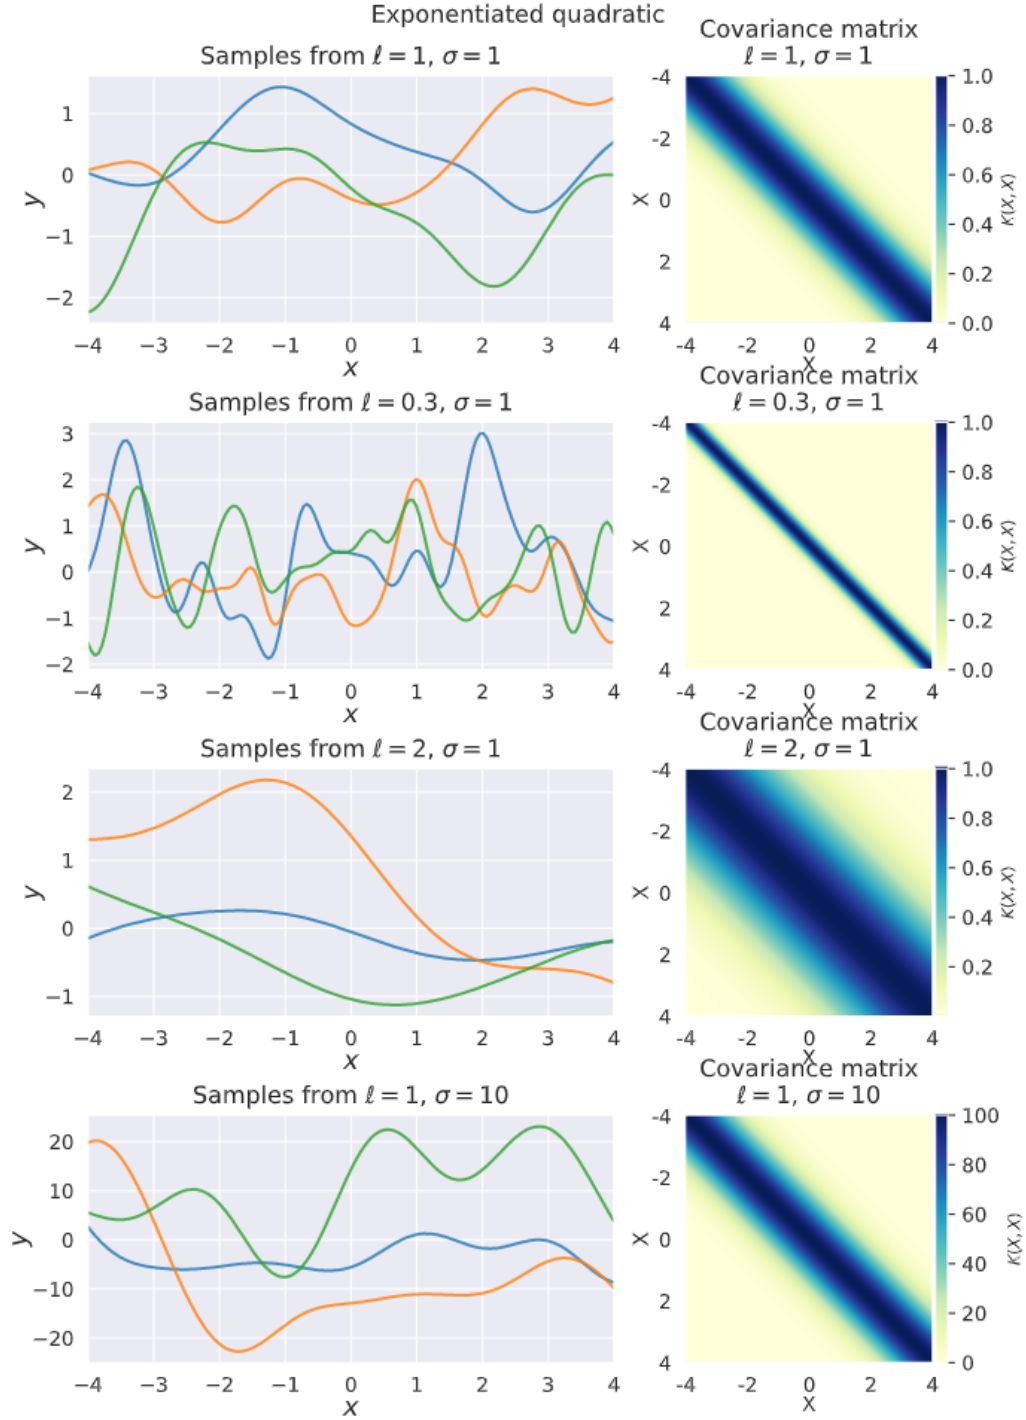 Exponentiated quadratic
Samples from ℓ = 1, σ = 1
Covariance matrix
ℓ = 1, σ = 1
y
1
0
−1
−2
−4 −3 −2 −1 0 1 2 3 4
x
X
-4
-2
0
2
4
-4 -2 0 2 4
X
1.0
0.8
0.6
0.4
0.2
0.0
K(X,X)
Samples from ℓ = 0.3, σ = 1
Covariance matrix
ℓ = 0.3, σ = 1
y
3
2
1
0
−1
−2
−4 −3 −2 −1 0 1 2 3 4
x
X
-4
-2
0
2
4
-4 -2 0 2 4
X
1.0
0.8
0.6
0.4
0.2
0.0
K(X,X)
Samples from ℓ = 2, σ = 1
Covariance matrix
ℓ = 2, σ = 1
y
2
1
0
−1
−4 −3 −2 −1 0 1 2 3 4
x
X
-4
-2
0
2
4
-4 -2 0 2 4
X
1.0
0.8
0.6
0.4
0.2
K(X,X)
Samples from ℓ = 1, σ = 10
Covariance matrix
ℓ = 1, σ = 10
y
20
10
0
−10
−20
−4 −3 −2 −1 0 1 2 3 4
x
X
-4
-2
0
2
4
-4 -2 0 2 4
X
100
80
60
40
20
0
K(X,X)